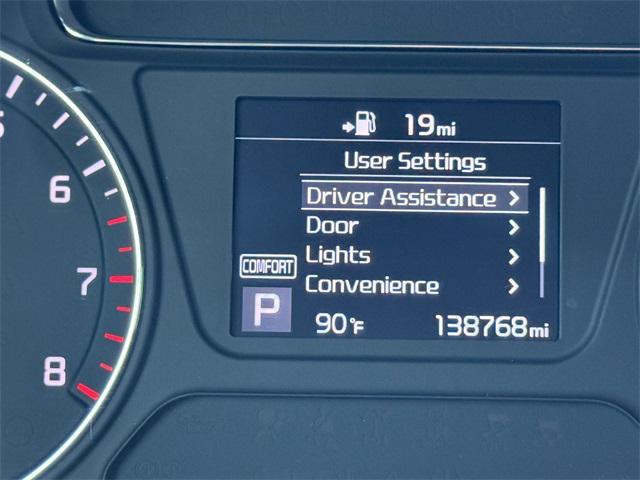 19mi
User Settings
Driver Assistance >
Door >
Lights >
Convenience >
COMFORT
P
90°F
138768mi
6
7
8